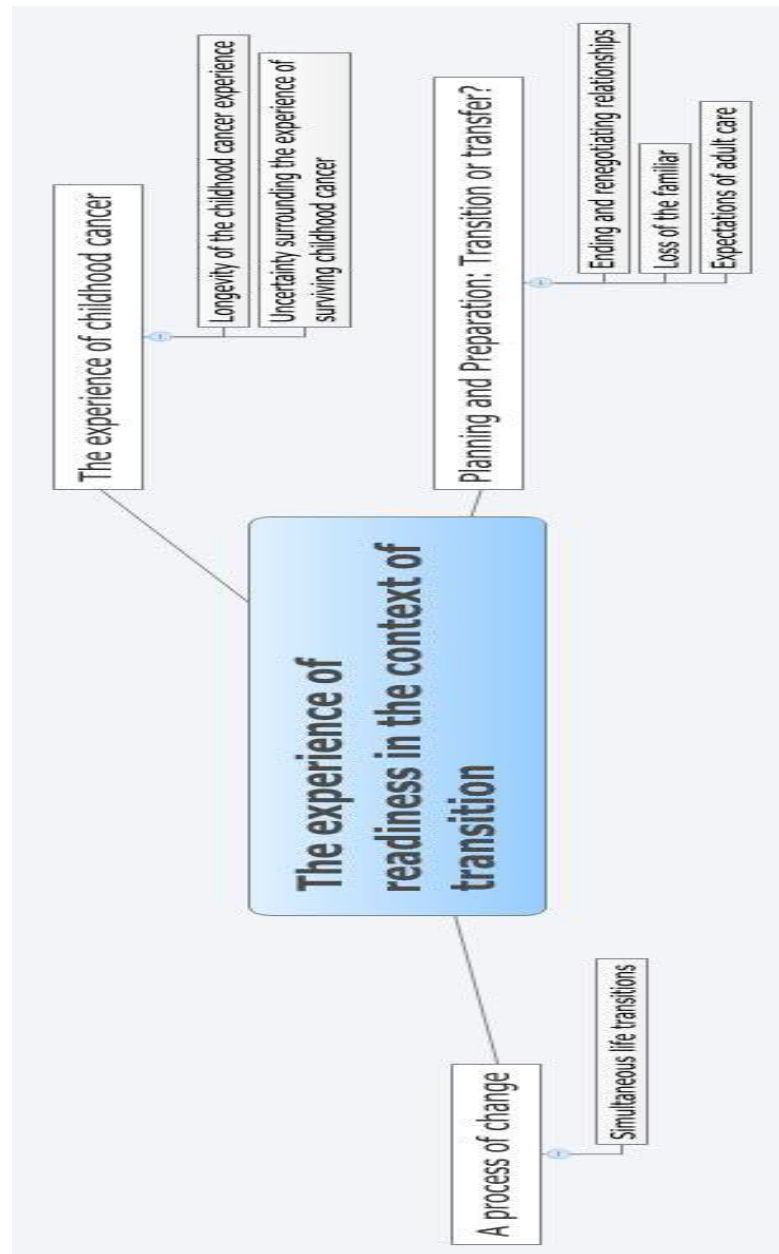 The experience of childhood cancer
Longevity of the childhood cancer experience
Uncertainty surrounding the experience of
surviving childhood cancer
The experience of
readiness in the context of
transition
Planning and Preparation: Transition or transfer?
Ending and renegotiating relationships
Loss of the familiar
Expectations of adult care
A process of change
Simultaneous life transitions